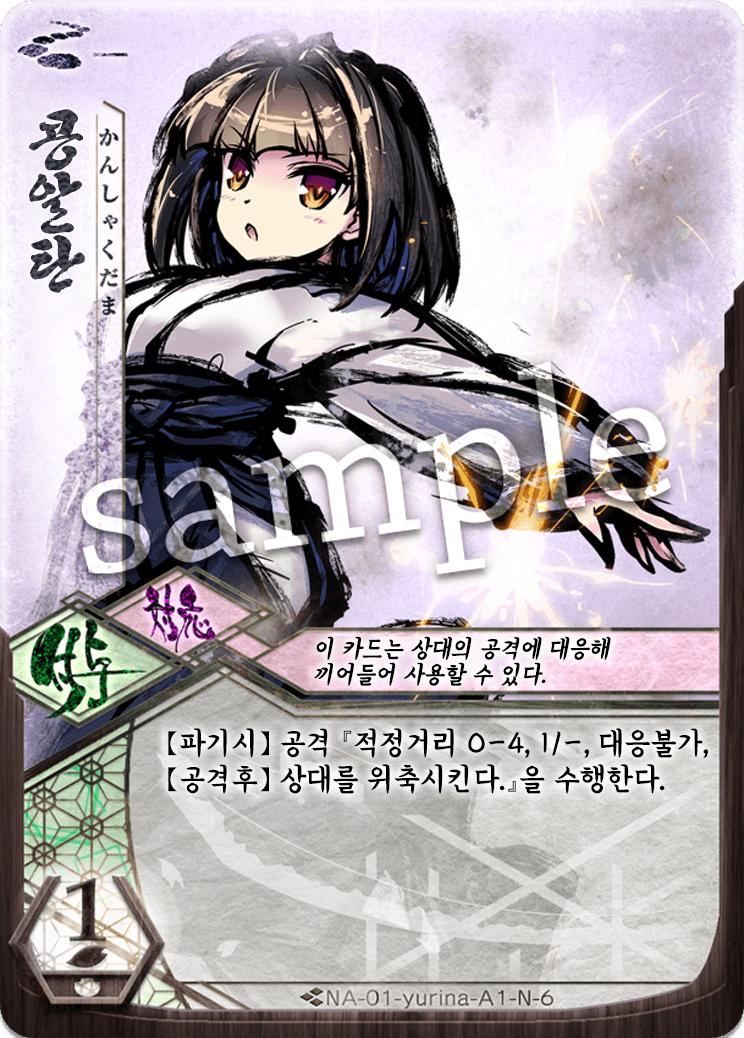 콩알탄
かんしゃくだま
sample
対応
이 카드는 상대의 공격에 대응해
끼어들어 사용할 수 있다.
【파기시】 공격 『적정거리 0-4, 1/-, 대응불가,
【공격후】 상대를 위축시킨다.』을 수행한다.
1
NA-01-yurina-A1-N-6